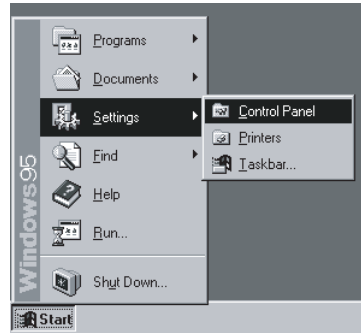 Programs
Documents
Settings
Control Panel
Printers
Taskbar...
Find
Help
Run...
Shut Down...
Windows95
Start